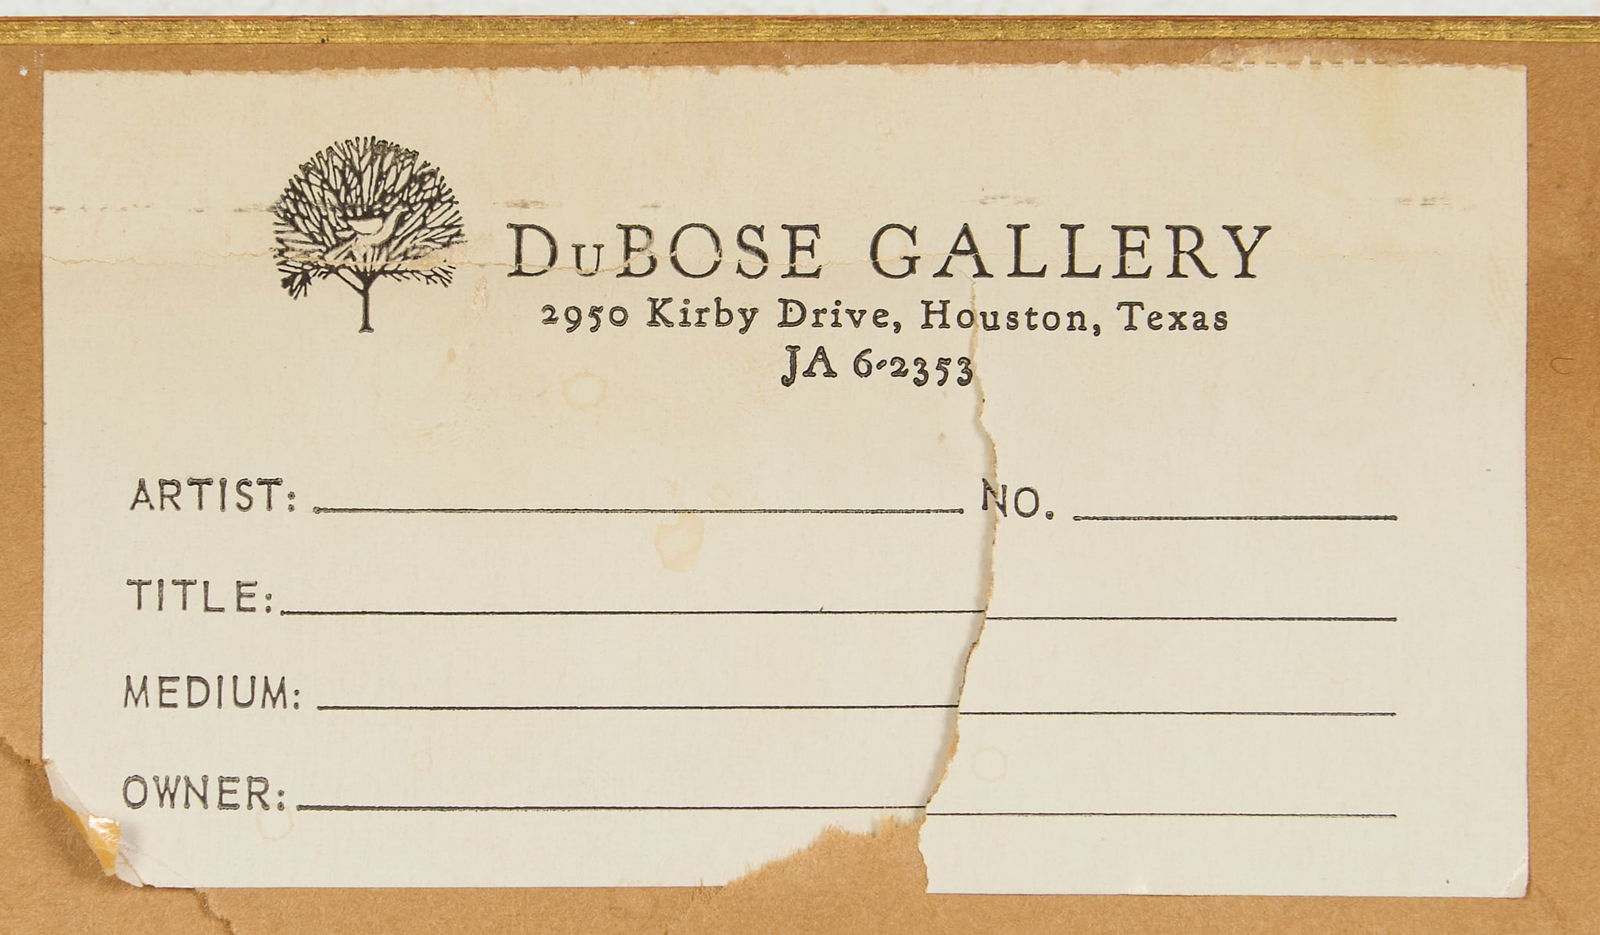 DuBOSE GALLERY
2950 Kirby Drive, Houston, Texas
JA 6-2353
ARTIST: NO.
TITLE:
MEDIUM:
OWNER: